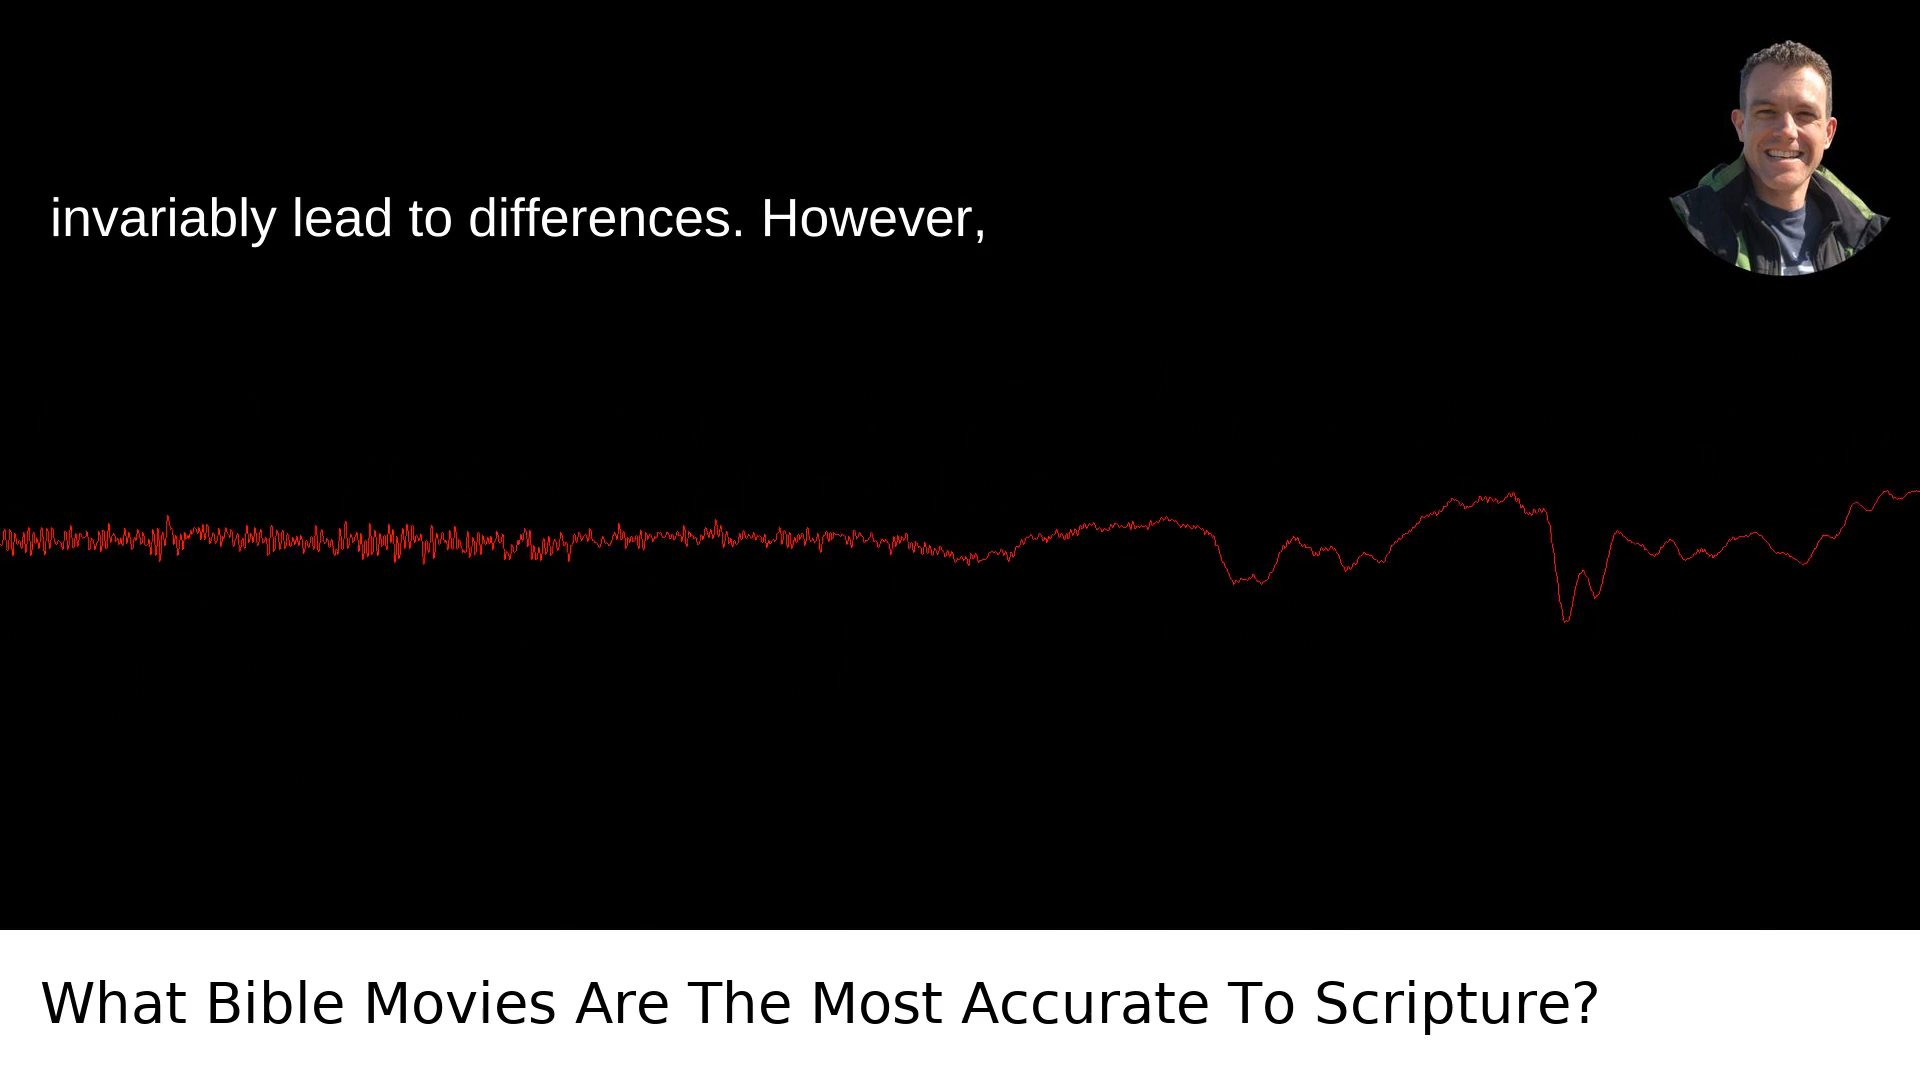 invariably lead to differences. However,
What Bible Movies Are The Most Accurate To Scripture?